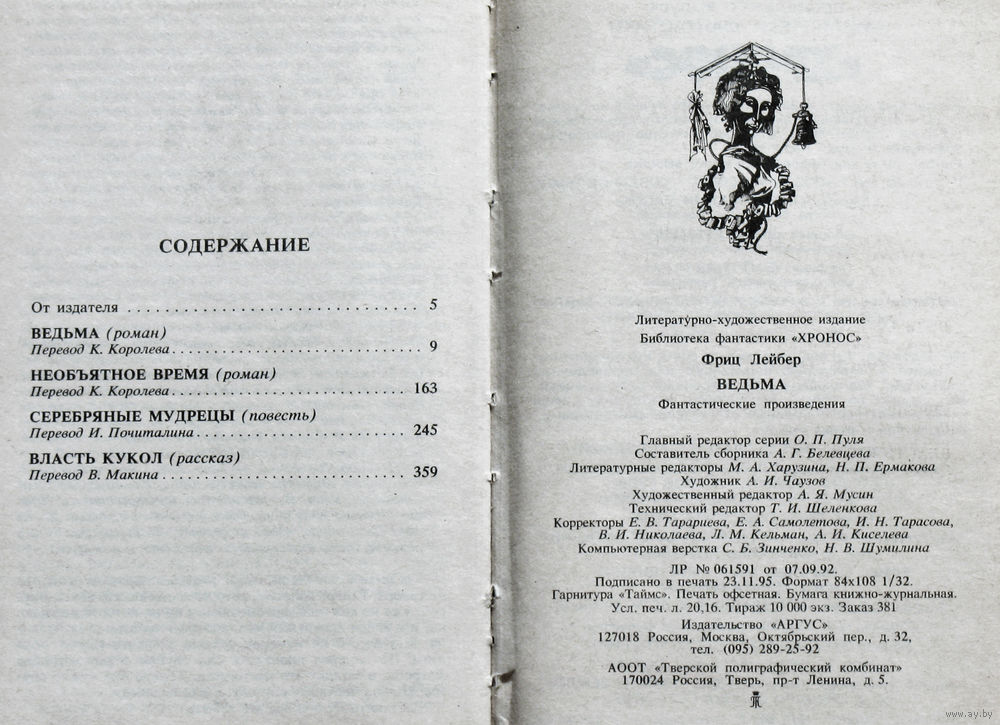 СОДЕРЖАНИЕ
От издателя . . . . . . . . . . . . . . . . . . . . . . . . . . . . . . . 5
ВЕДЬМА (роман)
Перевод К. Королева . . . . . . . . . . . . . . . . . . . . . . . . . . . 9
НЕОБЪЯТНОЕ ВРЕМЯ (роман)
Перевод К. Королева . . . . . . . . . . . . . . . . . . . . . . . . . . 163
СЕРЕБРЯНЫЕ МУДРЕЦЫ (повесть)
Перевод И. Почиталина . . . . . . . . . . . . . . . . . . . . . . . . 245
ВЛАСТЬ КУКОЛ (рассказ)
Перевод В. Макина . . . . . . . . . . . . . . . . . . . . . . . . . . . 359
Литературно-художественное издание
Библиотека фантастики «ХРОНОС»
Фриц Лейбер
ВЕДЬМА
Фантастические произведения
Главный редактор серии О. П. Пуля
Составитель сборника А. Г. Белевцева
Литературные редакторы М. А. Харузина, Н. П. Ермакова
Художник А. И. Чаузов
Художественный редактор А. Я. Мусин
Технический редактор Т. И. Шеленкова
Корректоры Е. В. Тарариева, Е. А. Самолетова, И. Н. Тарасова,
В. И. Николаева, Л. М. Кельман, А. И. Киселева
Компьютерная верстка С. Б. Зинченко, Н. В. Шумилина
ЛР № 061591 от 07.09.92.
Подписано в печать 23.11.95. Формат 84х108 1/32.
Гарнитура «Таймс». Печать офсетная. Бумага книжно-журнальная.
Усл. печ. л. 20,16. Тираж 10 000 экз. Заказ 381
Издательство «АРГУС»
127018 Россия, Москва, Октябрьский пер., д. 32,
тел. (095) 289-25-92
АООТ «Тверской полиграфический комбинат»
170024 Россия, Тверь, пр-т Ленина, д. 5.
www.ay.by